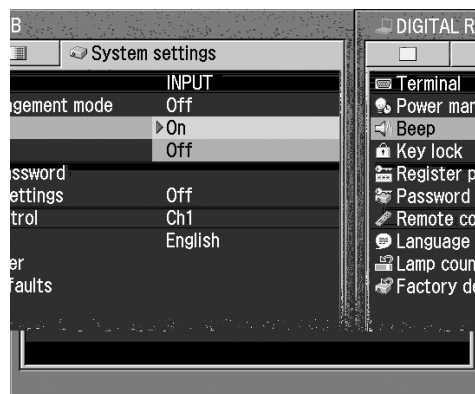 B
DIGITAL R
System settings
INPUT
Terminal
agement mode Off
Power man
On
Beep
Off
Key lock
assword
Register p
ettings Off
Password
trol Ch1
Remote co
English
Language
er
Lamp coun
faults
Factory de